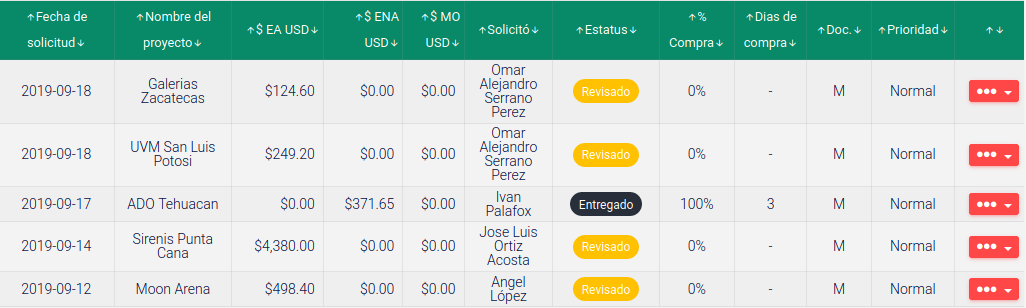 ↑Fecha de solicitud↓ ↑Nombre del proyecto↓ ↑$ EA USD↓ ↑$ ENA USD↓ ↑$ MO USD↓ ↑Solicitó↓ ↑Estatus↓ ↑% Compra↓ ↑Dias de compra↓ ↑Doc.↓ ↑Prioridad↓ ↑↓
2019-09-18 Galerias Zacatecas $124.60 $0.00 $0.00 Omar Alejandro Serrano Perez Revisado 0% - M Normal
2019-09-18 UVM San Luis Potosi $249.20 $0.00 $0.00 Omar Alejandro Serrano Perez Revisado 0% - M Normal
2019-09-17 ADO Tehuacan $0.00 $371.65 $0.00 Ivan Palafox Entregado 100% 3 M Normal
2019-09-14 Sirenis Punta Cana $4,380.00 $0.00 $0.00 Jose Luis Ortiz Acosta Revisado 0% - M Normal
2019-09-12 Moon Arena $498.40 $0.00 $0.00 Angel López Revisado 0% - M Normal